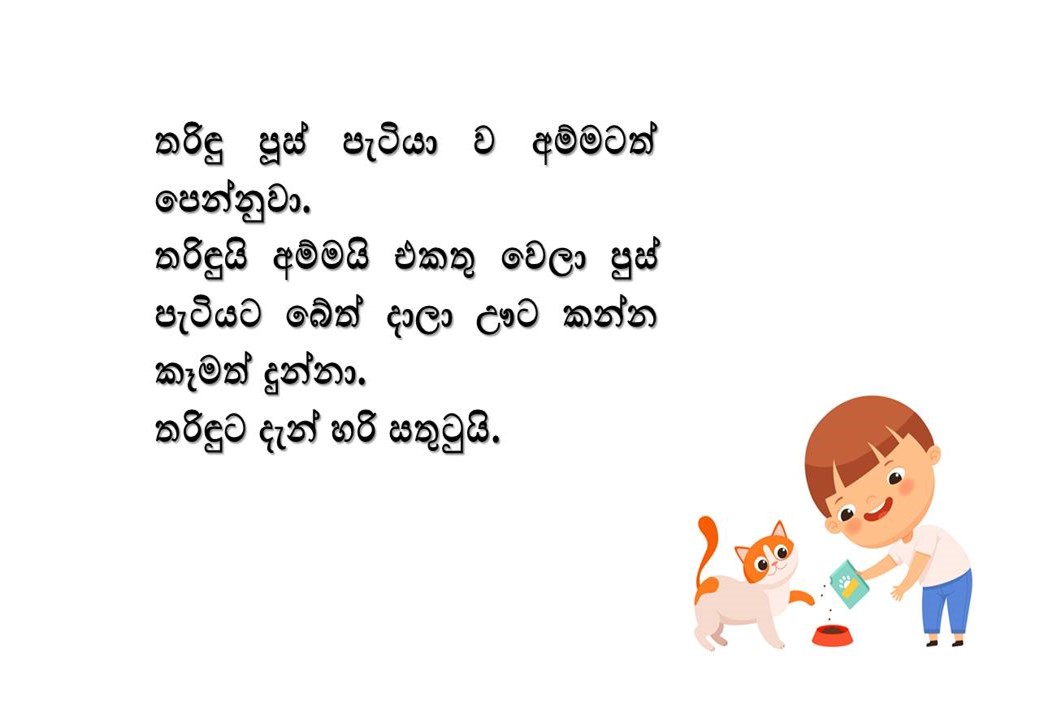 තරිඳු පූස් පැටියා ව අම්මටත්
පෙන්නුවා.
තරිඳුයි අම්මයි එකතු වෙලා පුස්
පැටියට බේත් දාලා ඌට කන්න
කෑමත් දුන්නා.
තරිඳුට දැන් හරි සතුටුයි.